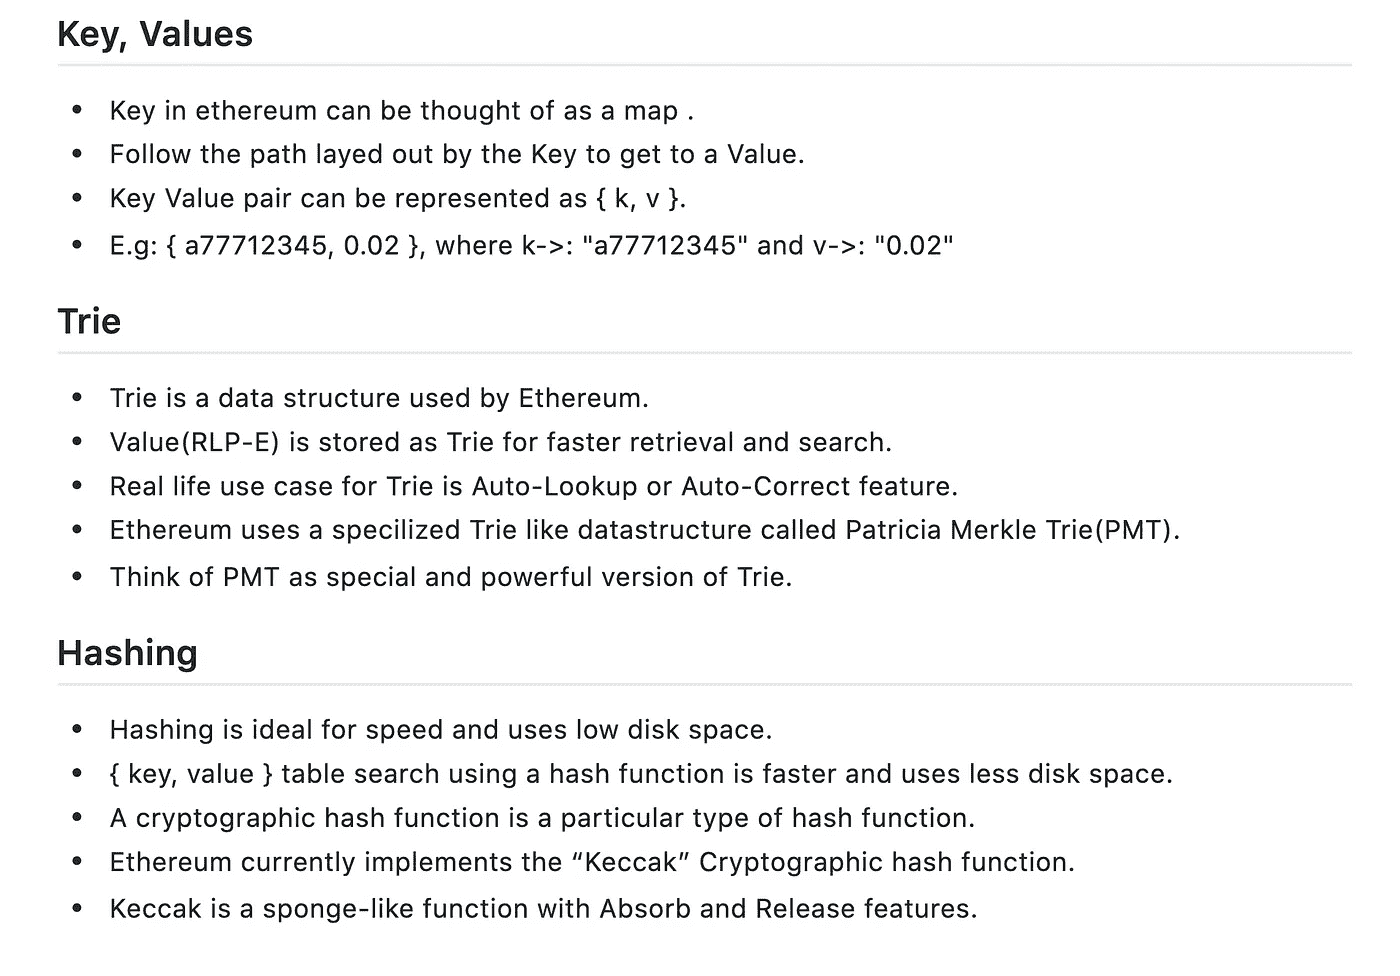 Key, Values
• Key in ethereum can be thought of as a map .
• Follow the path layed out by the Key to get to a Value.
• Key Value pair can be represented as { k, v }.
• E.g: { a77712345, 0.02 }, where k->: "a77712345" and v->: "0.02"
Trie
• Trie is a data structure used by Ethereum.
• Value(RLP-E) is stored as Trie for faster retrieval and search.
• Real life use case for Trie is Auto-Lookup or Auto-Correct feature.
• Ethereum uses a specilized Trie like datastructure called Patricia Merkle Trie(PMT).
• Think of PMT as special and powerful version of Trie.
Hashing
• Hashing is ideal for speed and uses low disk space.
• { key, value } table search using a hash function is faster and uses less disk space.
• A cryptographic hash function is a particular type of hash function.
• Ethereum currently implements the “Keccak” Cryptographic hash function.
• Keccak is a sponge-like function with Absorb and Release features.